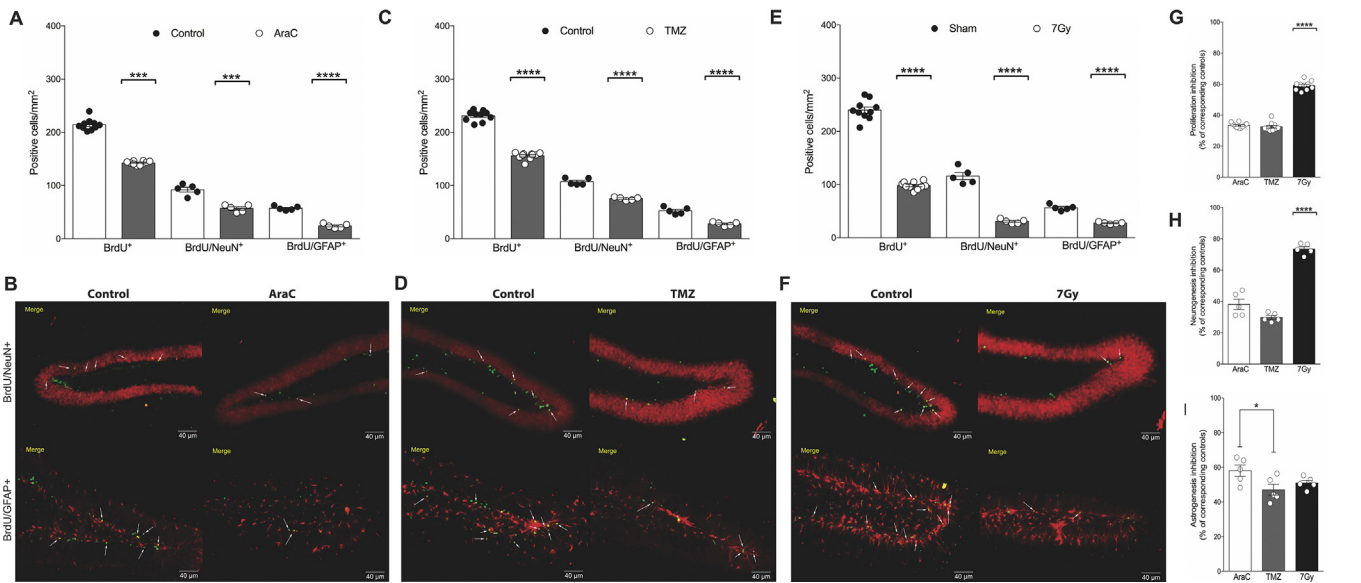 A
Control AraC
Positive cells/mm²
400
300
200
100
0
*** *** ****
BrdU⁺ BrdU/NeuN⁺ BrdU/GFAP⁺
C
Control TMZ
Positive cells/mm²
400
300
200
100
0
**** **** ****
BrdU⁺ BrdU/NeuN⁺ BrdU/GFAP⁺
E
Sham 7Gy
Positive cells/mm²
400
300
200
100
0
**** **** ****
BrdU⁺ BrdU/NeuN⁺ BrdU/GFAP⁺
G
Proliferation inhibition
(% of corresponding controls)
100
80
60
40
20
0
****
AraC TMZ 7Gy
H
Neurogenesis inhibition
(% of corresponding controls)
100
80
60
40
20
0
****
AraC TMZ 7Gy
I
Astrogenesis inhibition
(% of corresponding controls)
100
80
60
40
20
0
*
AraC TMZ 7Gy
B
Control AraC
BrdU/NeuN+
Merge Merge
40 µm 40 µm
BrdU/GFAP+
Merge Merge
40 µm 40 µm
D
Control TMZ
Merge Merge
40 µm 40 µm
Merge Merge
40 µm 40 µm
F
Control 7Gy
Merge Merge
40 µm 40 µm
Merge Merge
40 µm 40 µm